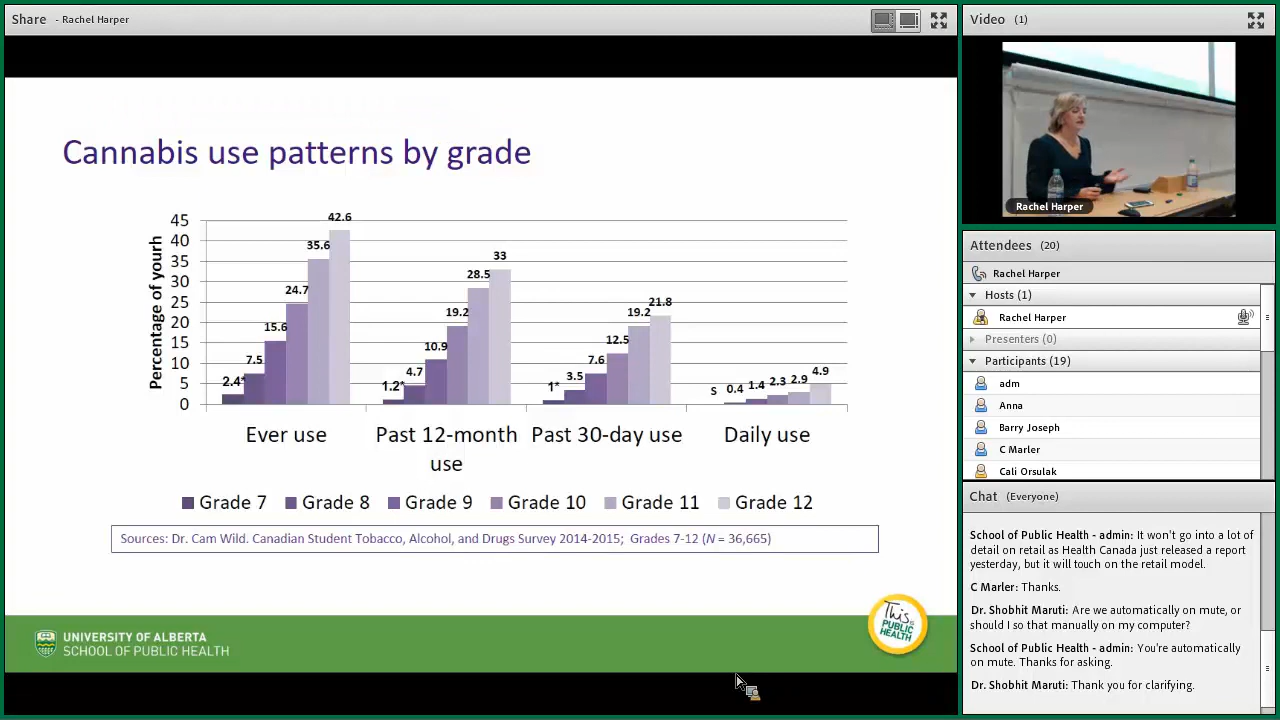 Share - Rachel Harper
Cannabis use patterns by grade
Percentage of yourh
45
40
35
30
25
20
15
10
5
0
2.4*
7.5
15.6
24.7
35.6
42.6
1.2*
4.7
10.9
19.2
28.5
33
1*
3.5
7.6
12.5
19.2
21.8
S
0.4
1.4
2.3
2.9
4.9
Ever use
Past 12-month
use
Past 30-day use
Daily use
Grade 7 Grade 8 Grade 9 Grade 10 Grade 11 Grade 12
Sources: Dr. Cam Wild. Canadian Student Tobacco, Alcohol, and Drugs Survey 2014-2015; Grades 7-12 (N = 36,665)
UNIVERSITY OF ALBERTA
SCHOOL OF PUBLIC HEALTH
This
is
PUBLIC
HEALTH
Video (1)
Rachel Harper
Attendees (20)
Rachel Harper
Hosts (1)
Rachel Harper
Presenters (0)
Participants (19)
adm
Anna
Barry Joseph
C Marler
Cali Orsulak
Chat (Everyone)
School of Public Health - admin: It won't go into a lot of
detail on retail as Health Canada just released a report
yesterday, but it will touch on the retail model.
C Marler: Thanks.
Dr. Shobhit Maruti: Are we automatically on mute, or
should I so that manually on my computer?
School of Public Health - admin: You're automatically
on mute. Thanks for asking.
Dr. Shobhit Maruti: Thank you for clarifying.